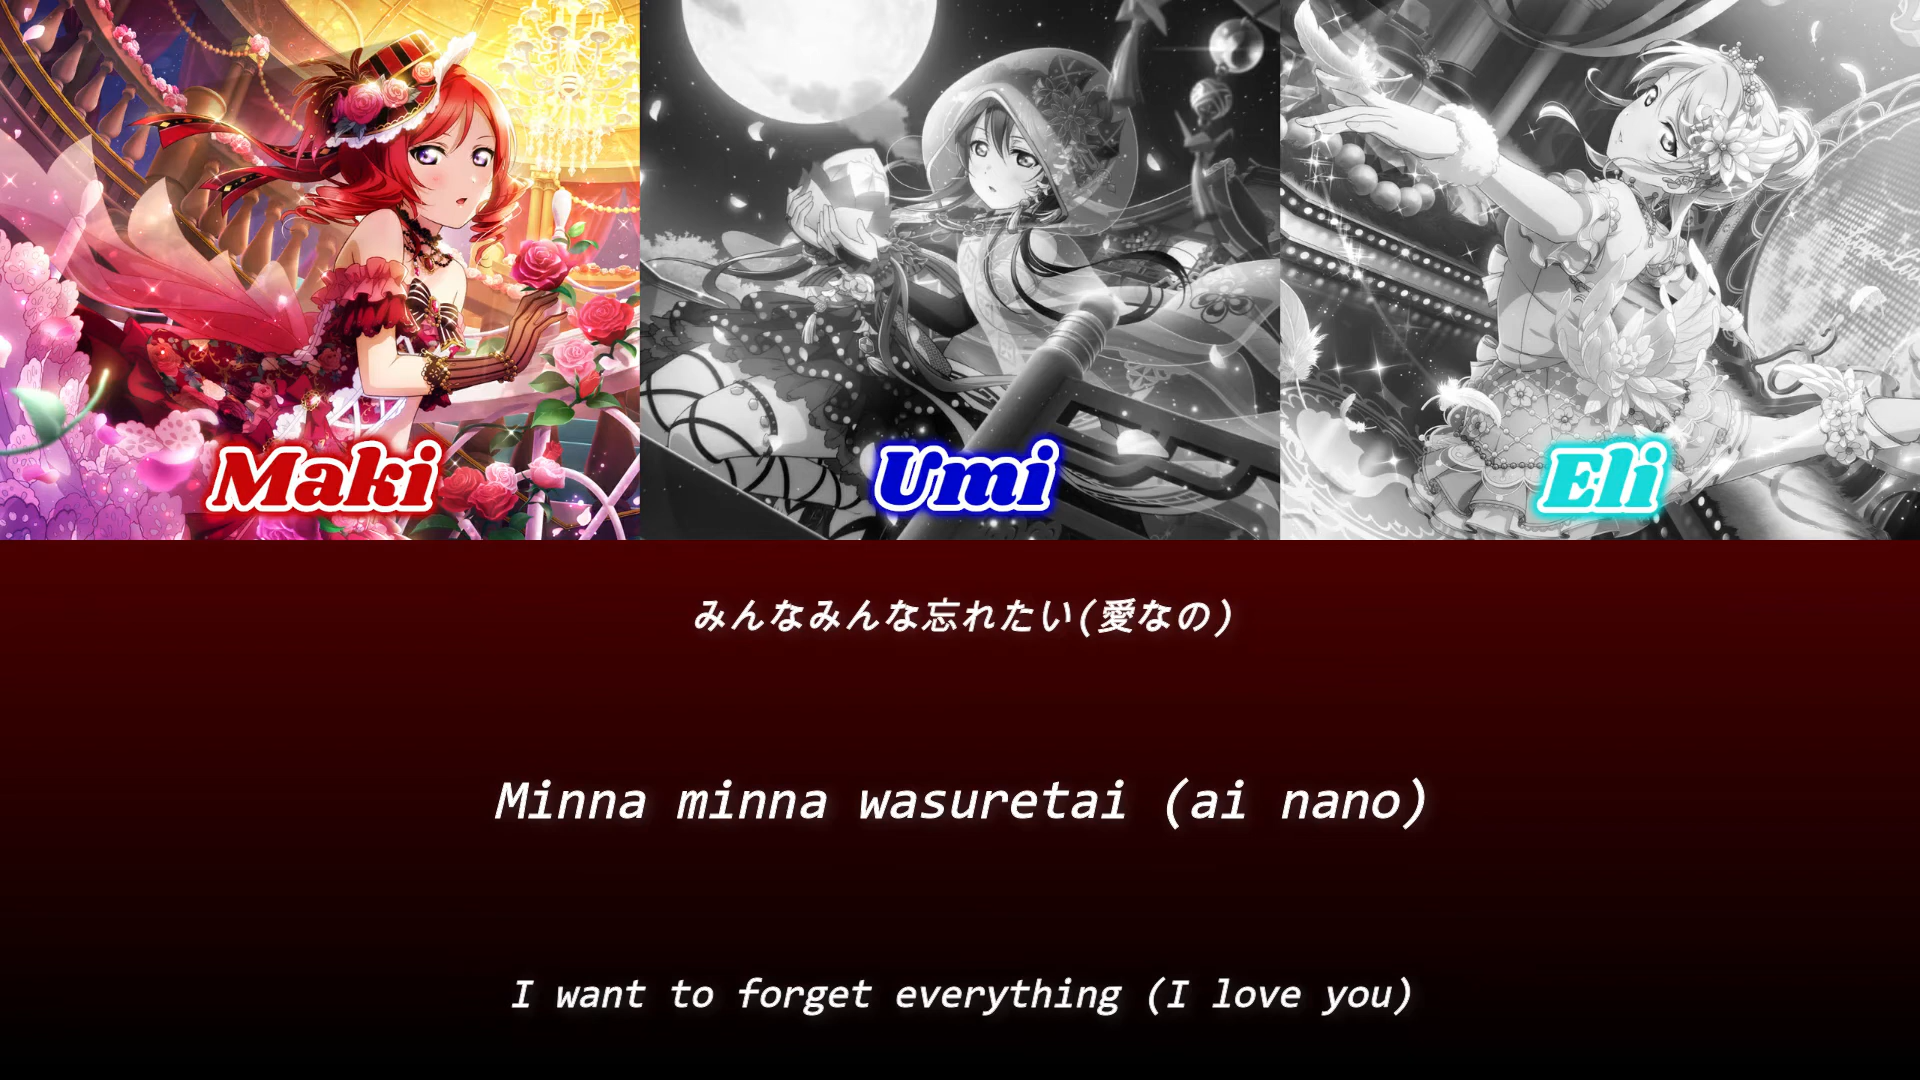 Maki
Umi
Eli
みんなみんな忘れたい(愛なの)
Minna minna wasuretai (ai nano)
I want to forget everything (I love you)